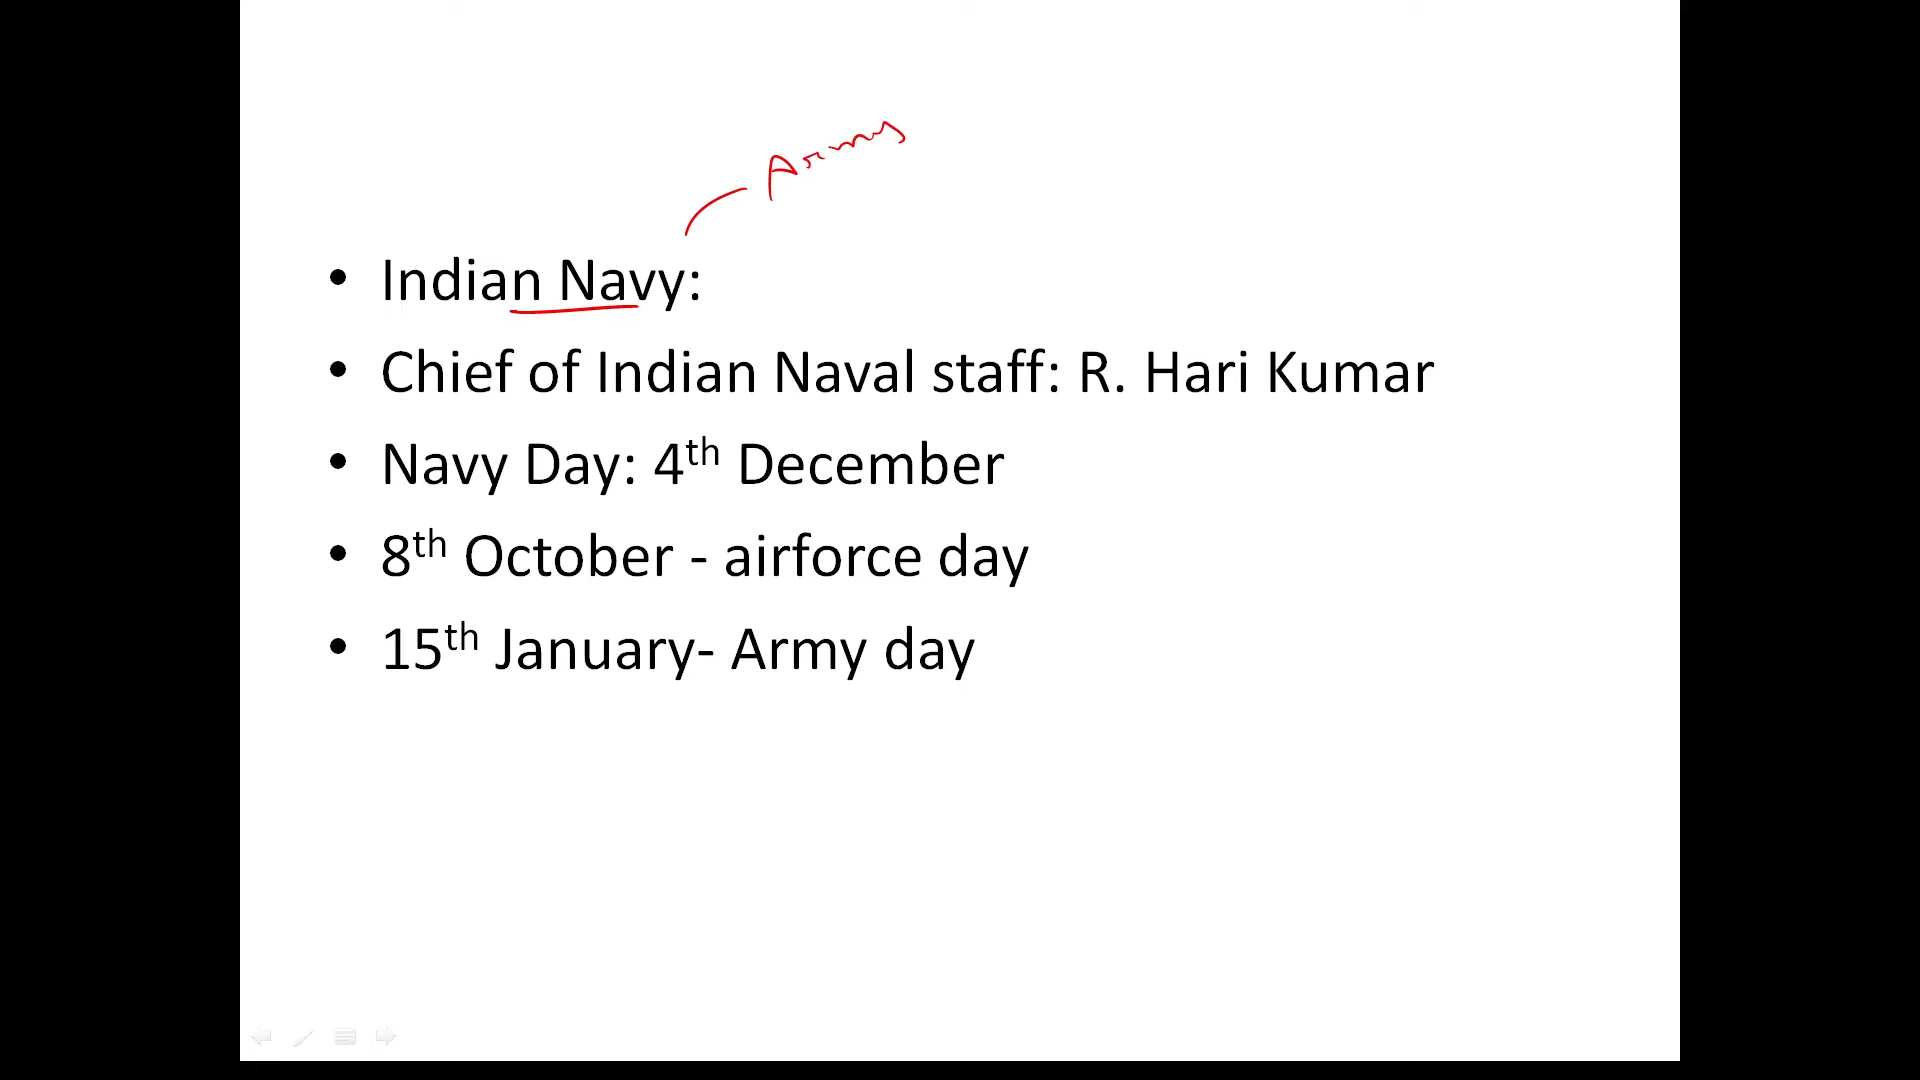 Army
• Indian Navy:
• Chief of Indian Naval staff: R. Hari Kumar
• Navy Day: 4th December
• 8th October - airforce day
• 15th January- Army day